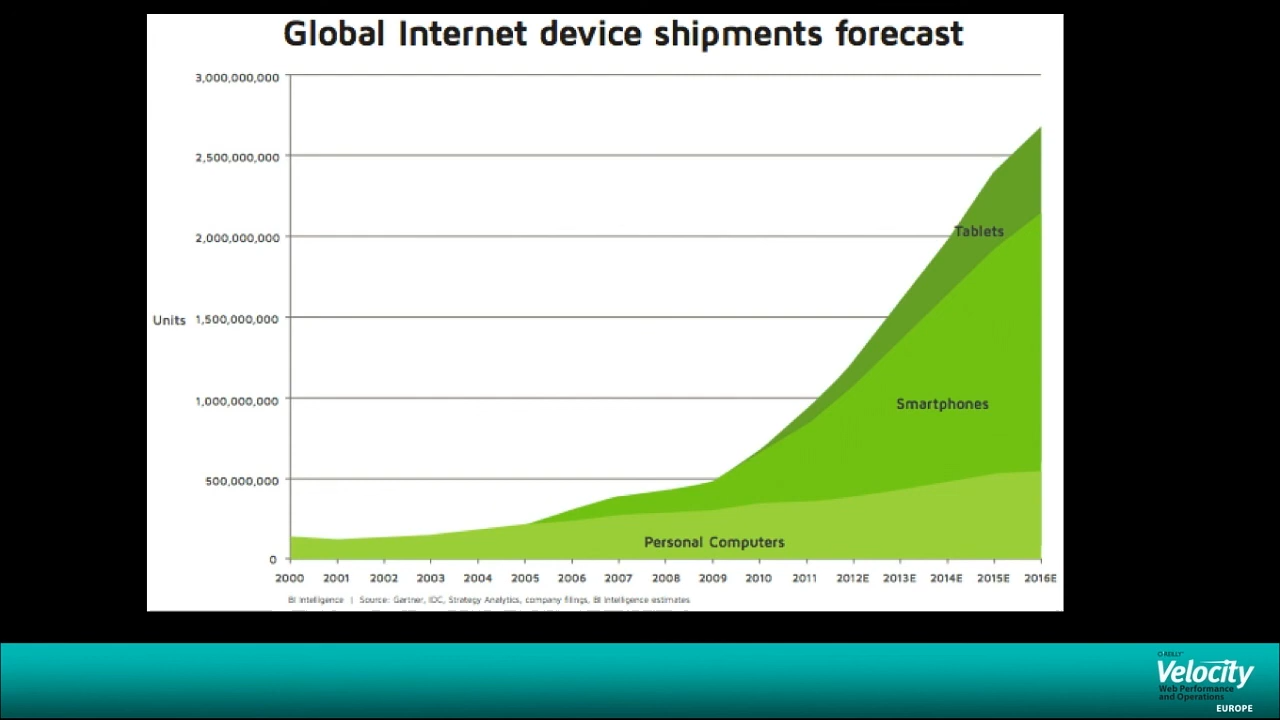 Global Internet device shipments forecast
3,000,000,000
2,500,000,000
2,000,000,000
Tablets
Units 1,500,000,000
1,000,000,000
Smartphones
500,000,000
Personal Computers
0
2000 2001 2002 2003 2004 2005 2006 2007 2008 2009 2010 2011 2012E 2013E 2014E 2015E 2016E
BI Intelligence | Source: Gartner, IDC, Strategy Analytics, company filings, BI Intelligence estimates
O'REILLY
Velocity
Web Performance
and Operations
EUROPE